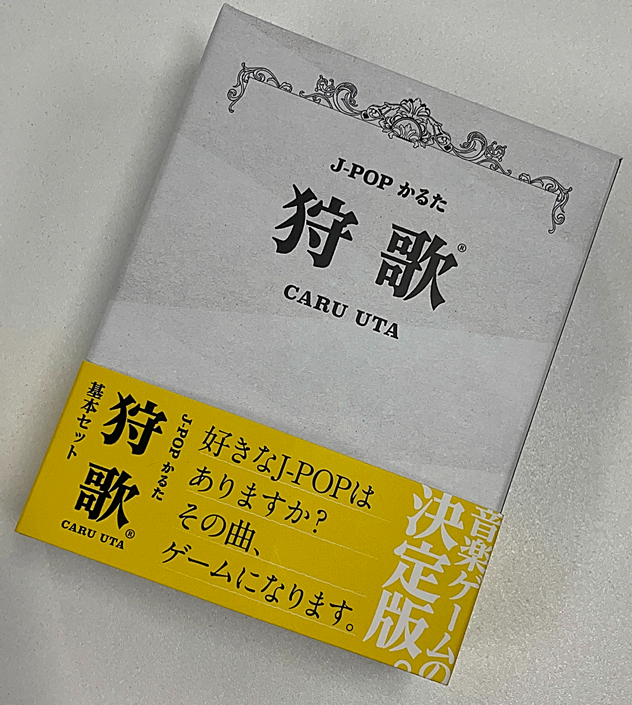 J-POP かるた
狩歌®
CARU UTA
基本セット
狩歌®
CARU UTA
J-POP かるた
好きなJ-POPは
ありますか?
その曲、
ゲームになります。
音楽ゲームの
決定版。